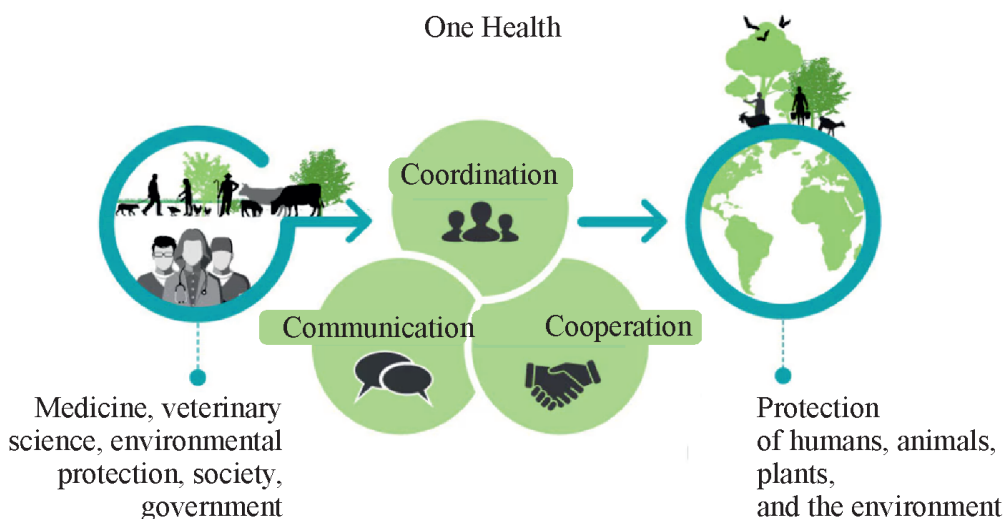 One Health
Coordination
Communication
Cooperation
Medicine, veterinary
science, environmental
protection, society,
government
Protection
of humans, animals,
plants,
and the environment